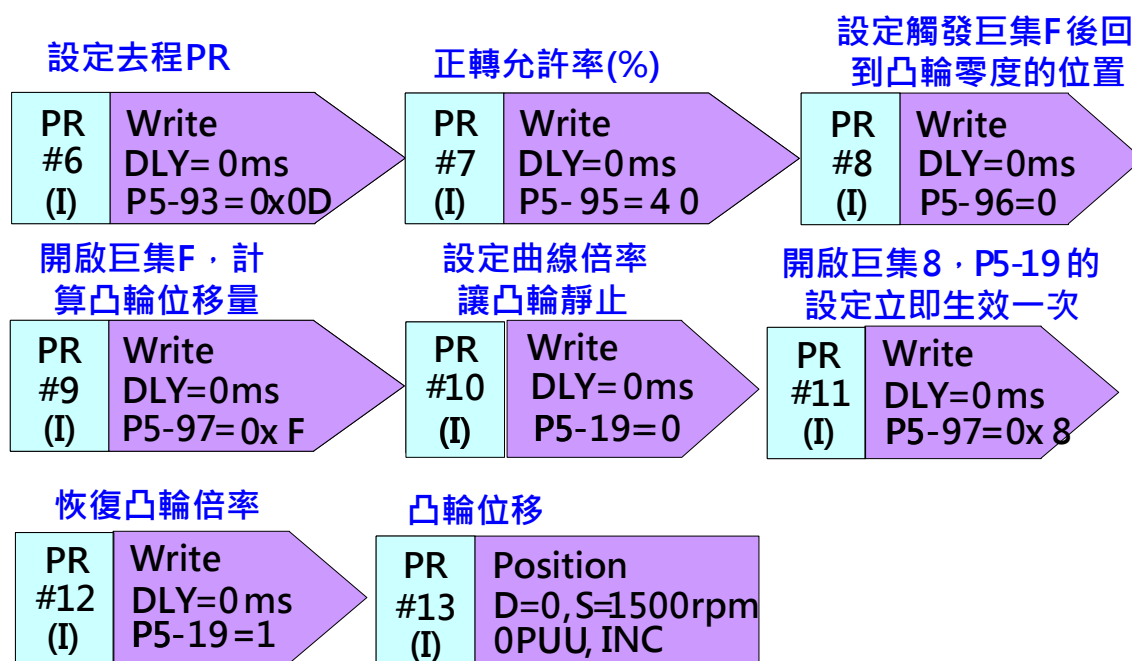 設定去程PR
PR
#6
(I)
Write
DLY= 0ms
P5-93=0x0D
正轉允許率(%)
PR
#7
(I)
Write
DLY=0ms
P5- 95=4 0
設定觸發巨集F後回
到凸輪零度的位置
PR
#8
(I)
Write
DLY=0ms
P5-96=0
開啟巨集F，計
算凸輪位移量
PR
#9
(I)
Write
DLY=0ms
P5-97=0x F
設定曲線倍率
讓凸輪靜止
PR
#10
(I)
Write
DLY=0ms
P5-19=0
開啟巨集8，P5-19的
設定立即生效一次
PR
#11
(I)
Write
DLY=0ms
P5-97=0x 8
恢復凸輪倍率
PR
#12
(I)
Write
DLY=0 ms
P5-19=1
凸輪位移
PR
#13
(I)
Position
D=0, S=1500rpm
0PUU, INC